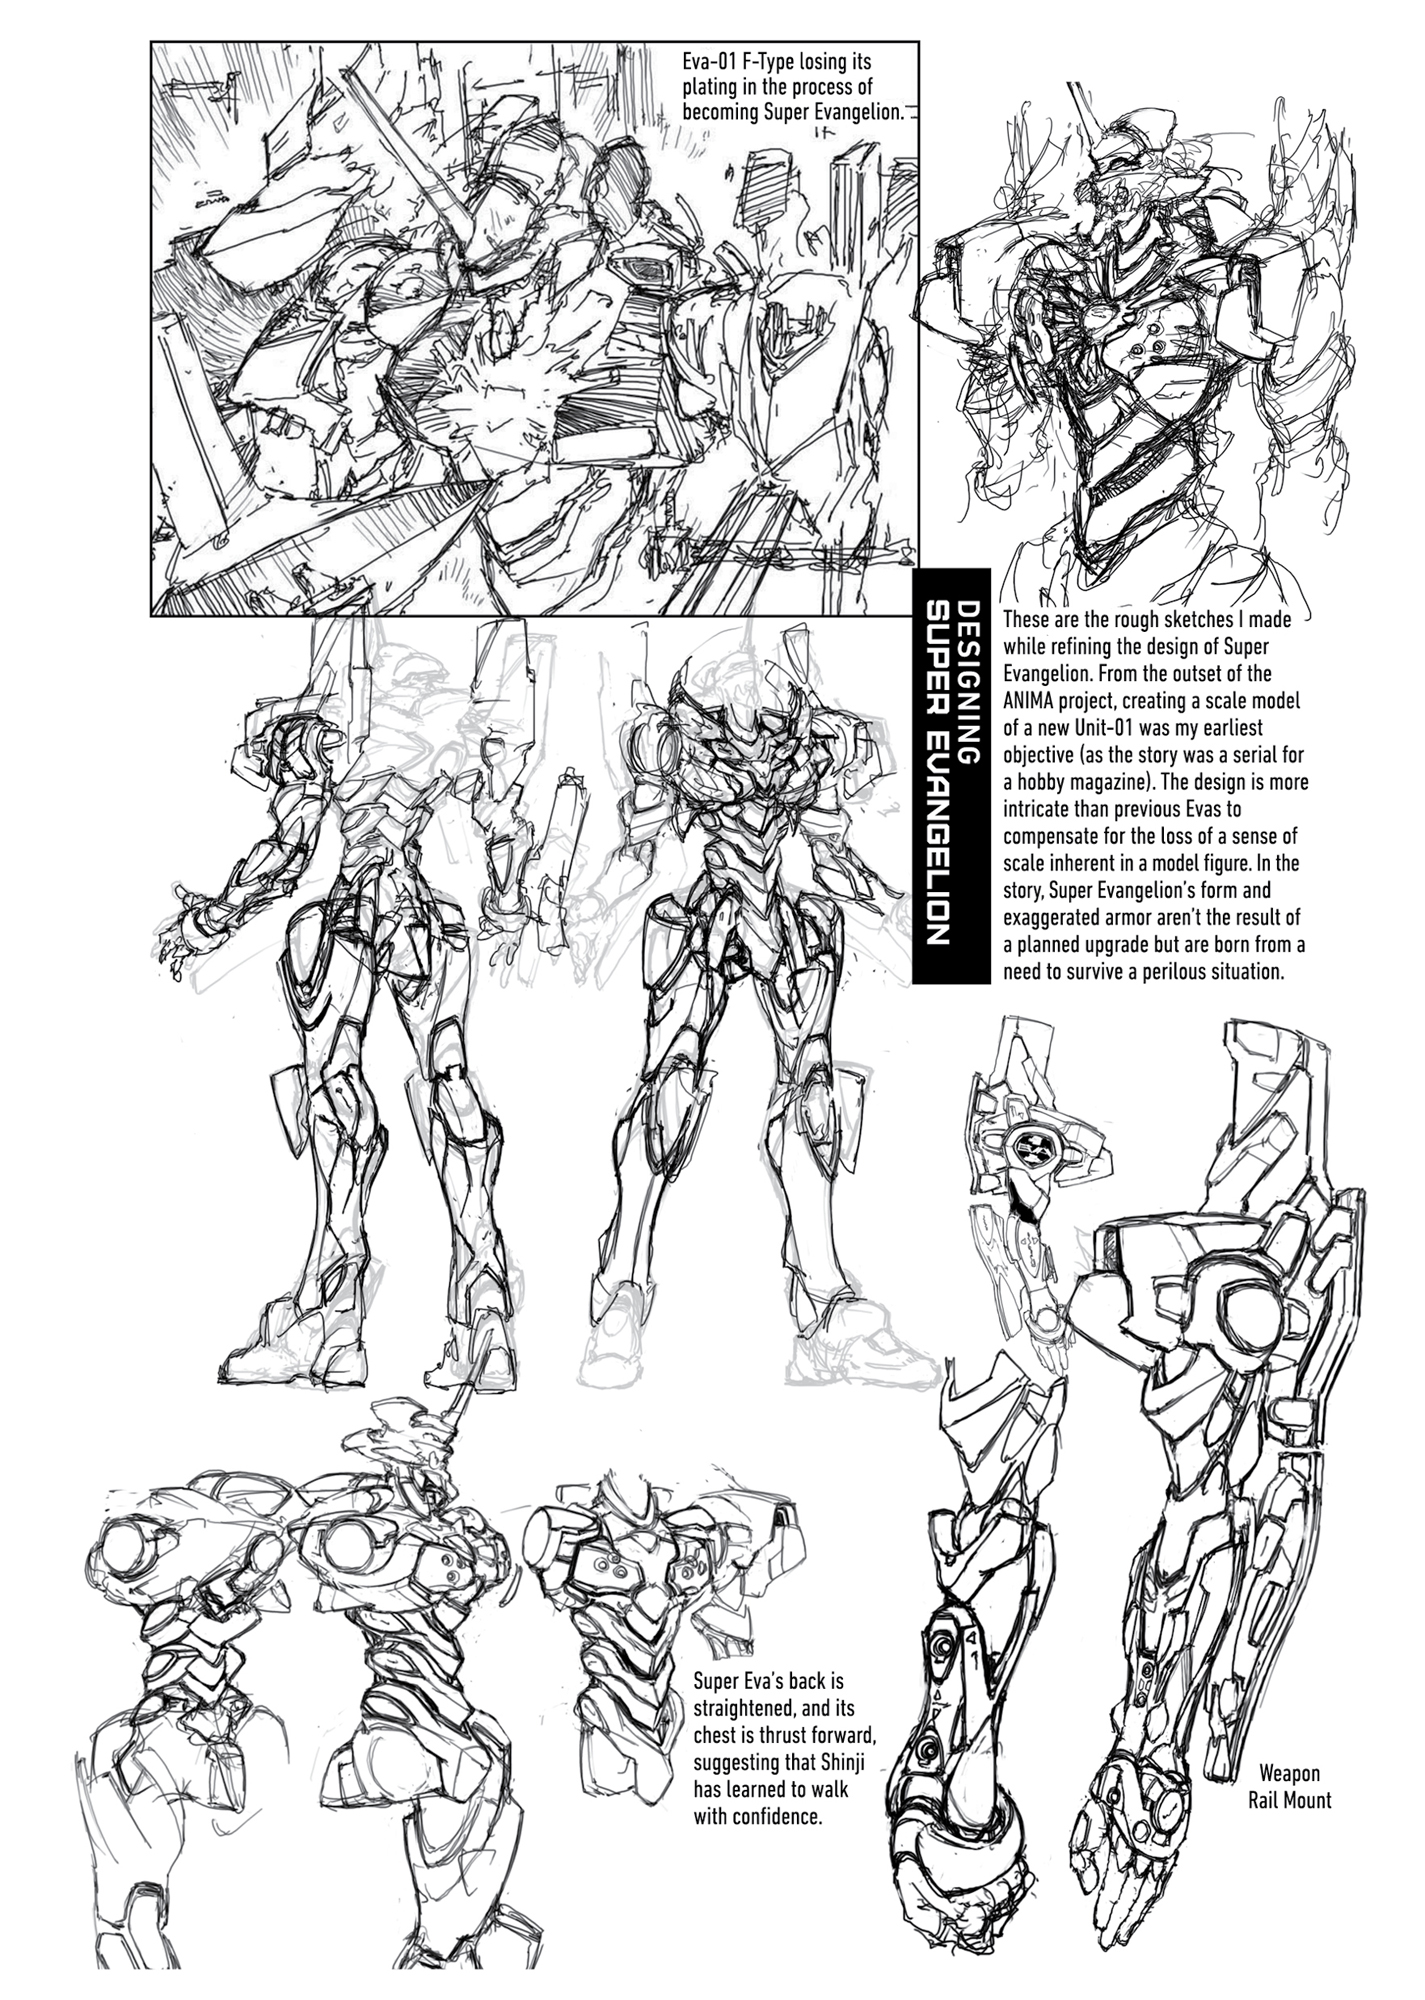 Eva-01 F-Type losing its
plating in the process of
becoming Super Evangelion.
DESIGNING
SUPER EVANGELION
These are the rough sketches I made
while refining the design of Super
Evangelion. From the outset of the
ANIMA project, creating a scale model
of a new Unit-01 was my earliest
objective (as the story was a serial for
a hobby magazine). The design is more
intricate than previous Evas to
compensate for the loss of a sense of
scale inherent in a model figure. In the
story, Super Evangelion's form and
exaggerated armor aren't the result of
a planned upgrade but are born from a
need to survive a perilous situation.
Super Eva's back is
straightened, and its
chest is thrust forward,
suggesting that Shinji
has learned to walk
with confidence.
Weapon
Rail Mount